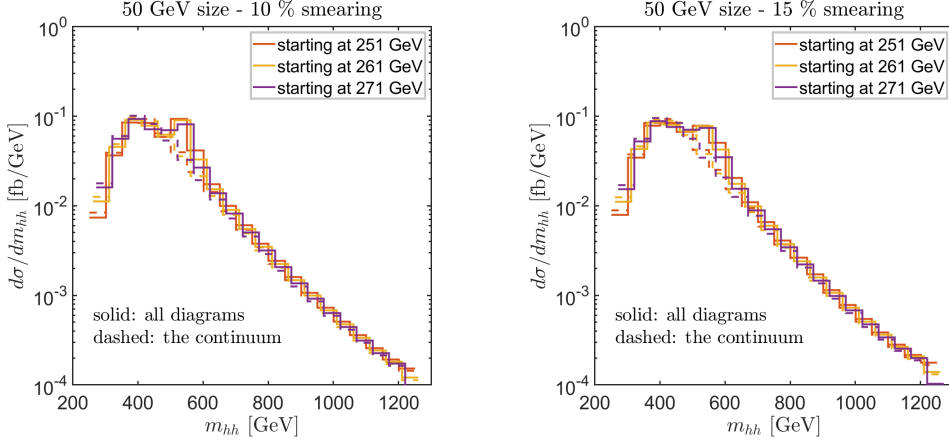 50 GeV size - 10 % smearing
10^0
10^-1
10^-2
10^-3
10^-4
dσ/dm_hh [fb/GeV]
starting at 251 GeV
starting at 261 GeV
starting at 271 GeV
solid: all diagrams
dashed: the continuum
200 400 600 800 1000 1200
m_hh [GeV]
50 GeV size - 15 % smearing
10^0
10^-1
10^-2
10^-3
10^-4
dσ/dm_hh [fb/GeV]
starting at 251 GeV
starting at 261 GeV
starting at 271 GeV
solid: all diagrams
dashed: the continuum
200 400 600 800 1000 1200
m_hh [GeV]